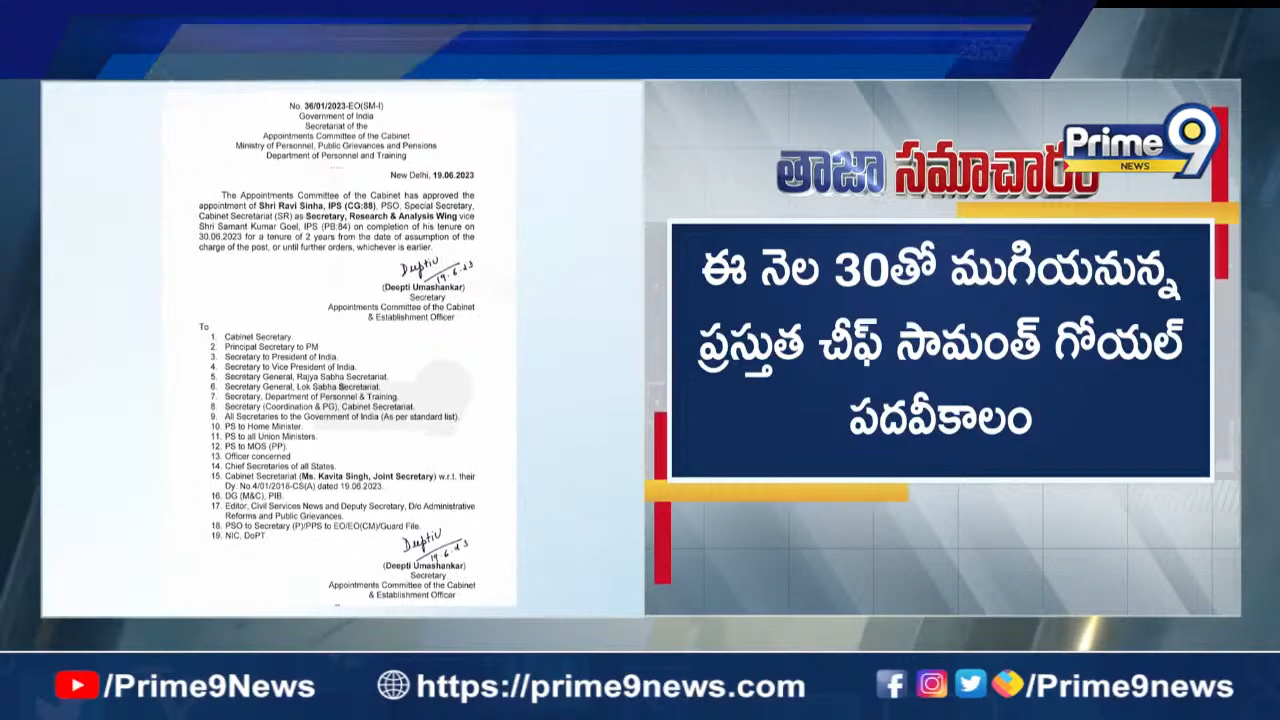 No. 36/01/2023-EO(SM-I)
Government of India
Secretariat of the
Appointments Committee of the Cabinet
Ministry of Personnel, Public Grievances and Pensions
Department of Personnel and Training
.....
New Delhi, 19.06.2023
The Appointments Committee of the Cabinet has approved the
appointment of Shri Ravi Sinha, IPS (CG:88), PSO, Special Secretary,
Cabinet Secretariat (SR) as Secretary, Research & Analysis Wing vice
Shri Samant Kumar Goel, IPS (PB:84) on completion of his tenure on
30.06.2023 for a tenure of 2 years from the date of assumption of the
charge of the post, or until further orders, whichever is earlier.
Deepti
19.6.23
(Deepti Umashankar)
Secretary
Appointments Committee of the Cabinet
& Establishment Officer
To
1. Cabinet Secretary.
2. Principal Secretary to PM
3. Secretary to President of India.
4. Secretary to Vice President of India.
5. Secretary General, Rajya Sabha Secretariat.
6. Secretary General, Lok Sabha Secretariat.
7. Secretary, Department of Personnel & Training.
8. Secretary (Coordination & PG), Cabinet Secretariat.
9. All Secretaries to the Government of India (As per standard list).
10. PS to Home Minister.
11. PS to all Union Ministers.
12. PS to MOS (PP).
13. Officer concerned
14. Chief Secretaries of all States.
15. Cabinet Secretariat (Ms. Kavita Singh, Joint Secretary) w.r.t. their
Dy. No.4/01/2018-CS(A) dated 19.06.2023.
16. DG (M&C), PIB.
17. Editor, Civil Services News and Deputy Secretary, D/o Administrative
Reforms and Public Grievances.
18. PSO to Secretary (P)/PPS to EO/EO(CM)/Guard File.
19. NIC, DoPT.
Deepti
19.6.23
(Deepti Umashankar)
Secretary
Appointments Committee of the Cabinet
& Establishment Officer
తాజా సమాచారం
Prime9
NEWS
ఈ నెల 30తో ముగియనున్న
ప్రస్తుత చీఫ్ సామంత్ గోయల్
పదవీకాలం
/Prime9News
https://prime9news.com
/Prime9news